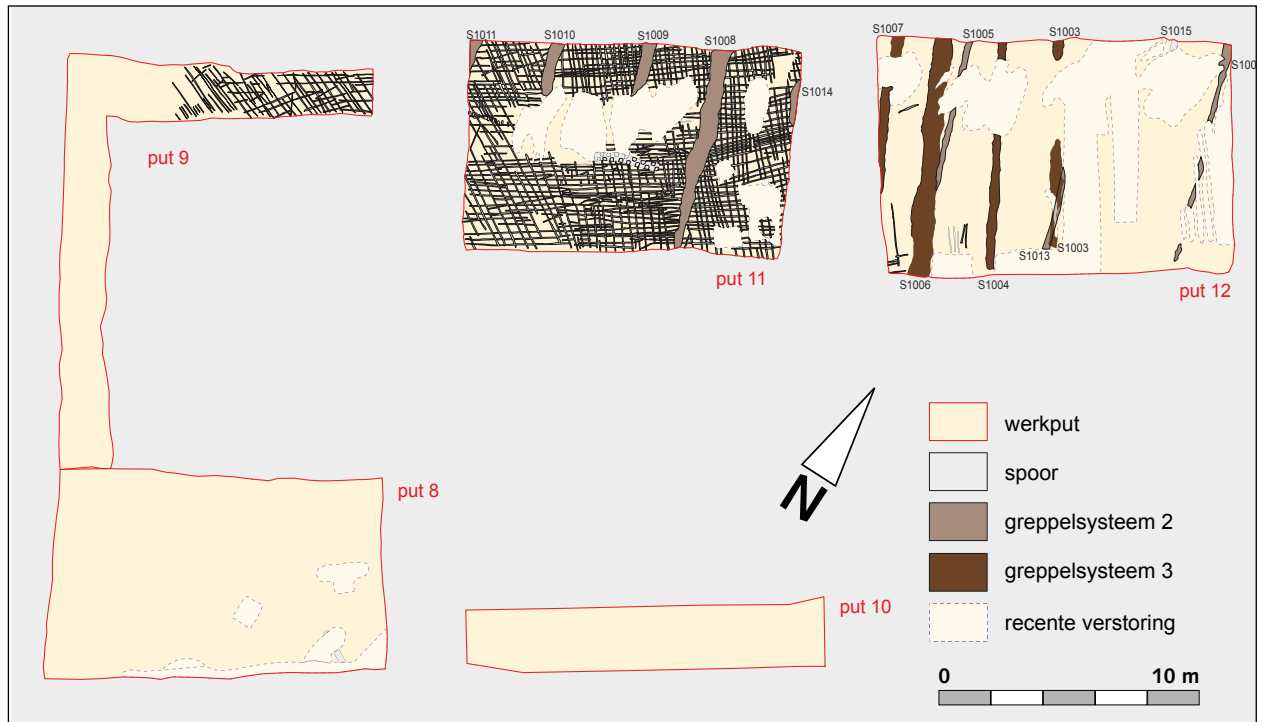 S1011 S1010 S1009 S1008
S1014
S1007 S1005 S1003 S1015
S100
put 9
put 11
S1013 S1003
S1006 S1004
put 12
put 8
put 10
N
werkput
spoor
greppelsysteem 2
greppelsysteem 3
recente verstoring
0 10 m